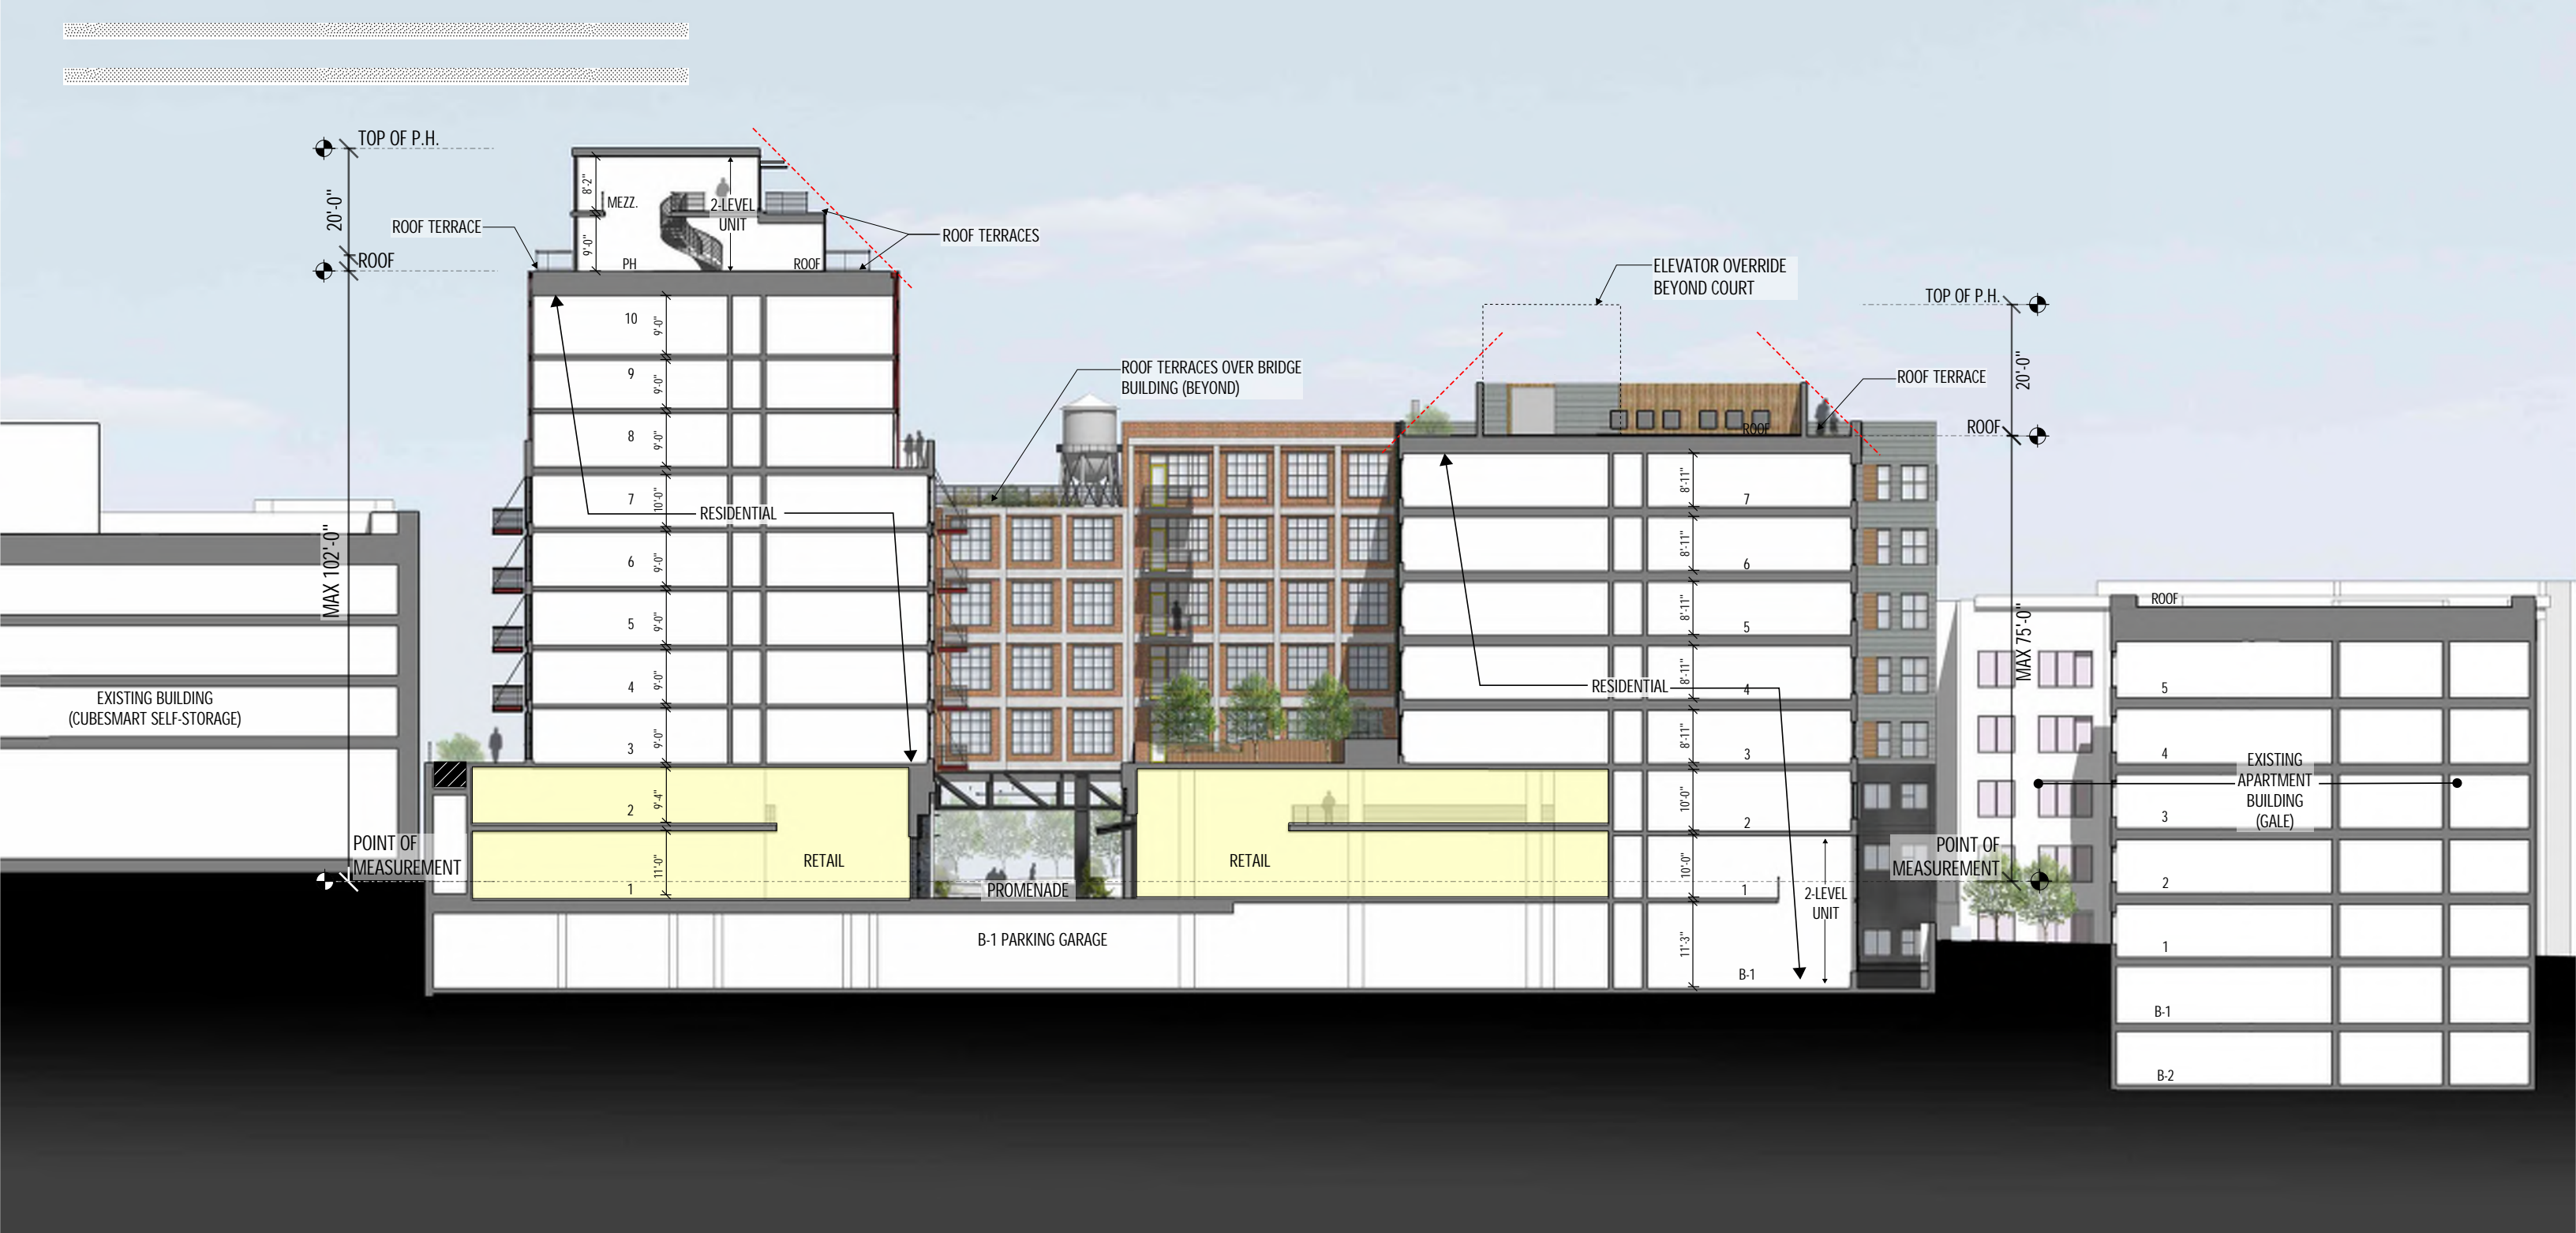 TOP OF P.H.
20'-0"
ROOF
MAX 102'-0"
POINT OF
MEASUREMENT
ROOF TERRACE
8'-2"
MEZZ.
9'-0"
PH
2-LEVEL
UNIT
ROOF
ROOF TERRACES
10
9'-0"
9
9'-0"
8
9'-0"
7
10'-0"
RESIDENTIAL
6
9'-0"
5
9'-0"
4
9'-0"
3
9'-0"
2
9'-4"
RETAIL
1
11'-0"
EXISTING BUILDING
(CUBESMART SELF-STORAGE)
ROOF TERRACES OVER BRIDGE
BUILDING (BEYOND)
PROMENADE
B-1 PARKING GARAGE
RETAIL
ELEVATOR OVERRIDE
BEYOND COURT
ROOF TERRACE
ROOF
8'-11"
7
8'-11"
6
8'-11"
5
RESIDENTIAL
8'-11"
4
8'-11"
3
10'-0"
2
10'-0"
1
2-LEVEL
UNIT
11'-3"
B-1
TOP OF P.H.
20'-0"
ROOF
MAX 75'-0"
POINT OF
MEASUREMENT
ROOF
5
4
EXISTING
APARTMENT
BUILDING
(GALE)
3
2
1
B-1
B-2